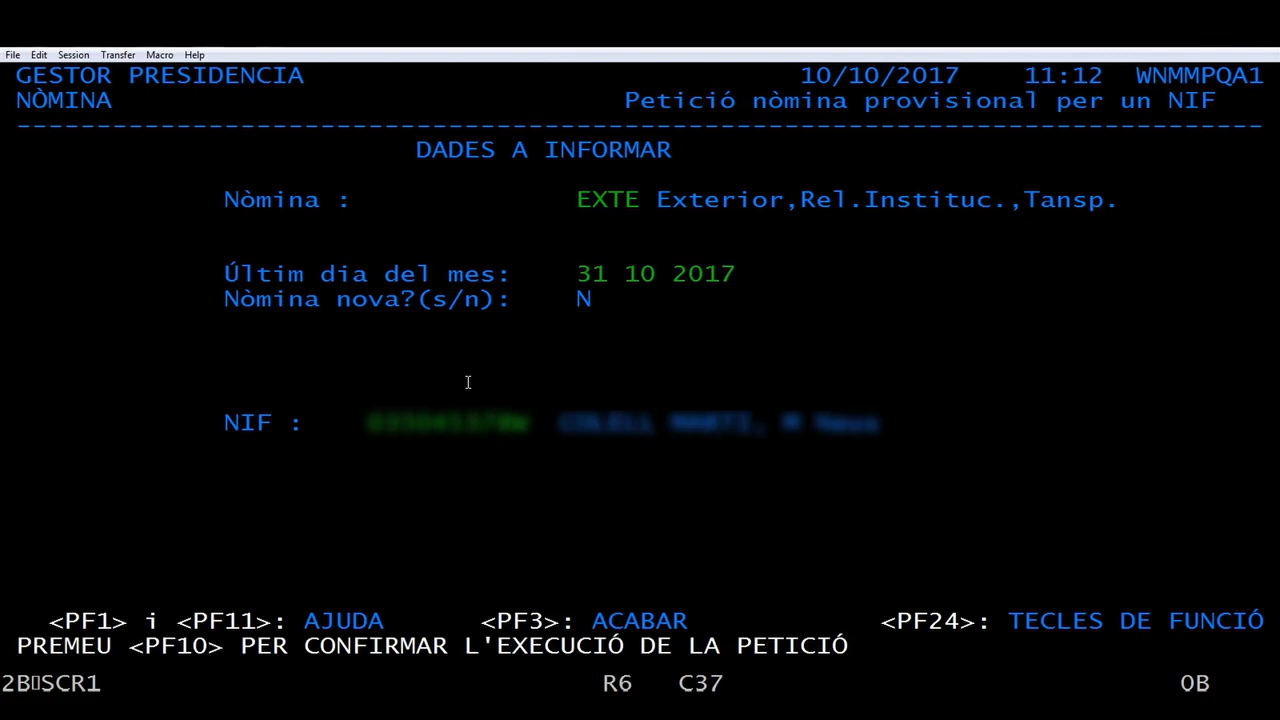 File Edit Session Transfer Macro Help
GESTOR PRESIDENCIA 10/10/2017 11:12 WNMMPQA1
NÒMINA Petició nòmina provisional per un NIF
--------------------------------------------------------------------------------
DADES A INFORMAR
Nòmina : EXTE Exterior,Rel.Instituc.,Tansp.
Últim dia del mes: 31 10 2017
Nòmina nova?(s/n): N
NIF :
<PF1> i <PF11>: AJUDA <PF3>: ACABAR <PF24>: TECLES DE FUNCIÓ
PREMEU <PF10> PER CONFIRMAR L'EXECUCIÓ DE LA PETICIÓ
2B▯SCR1 R6 C37 0B